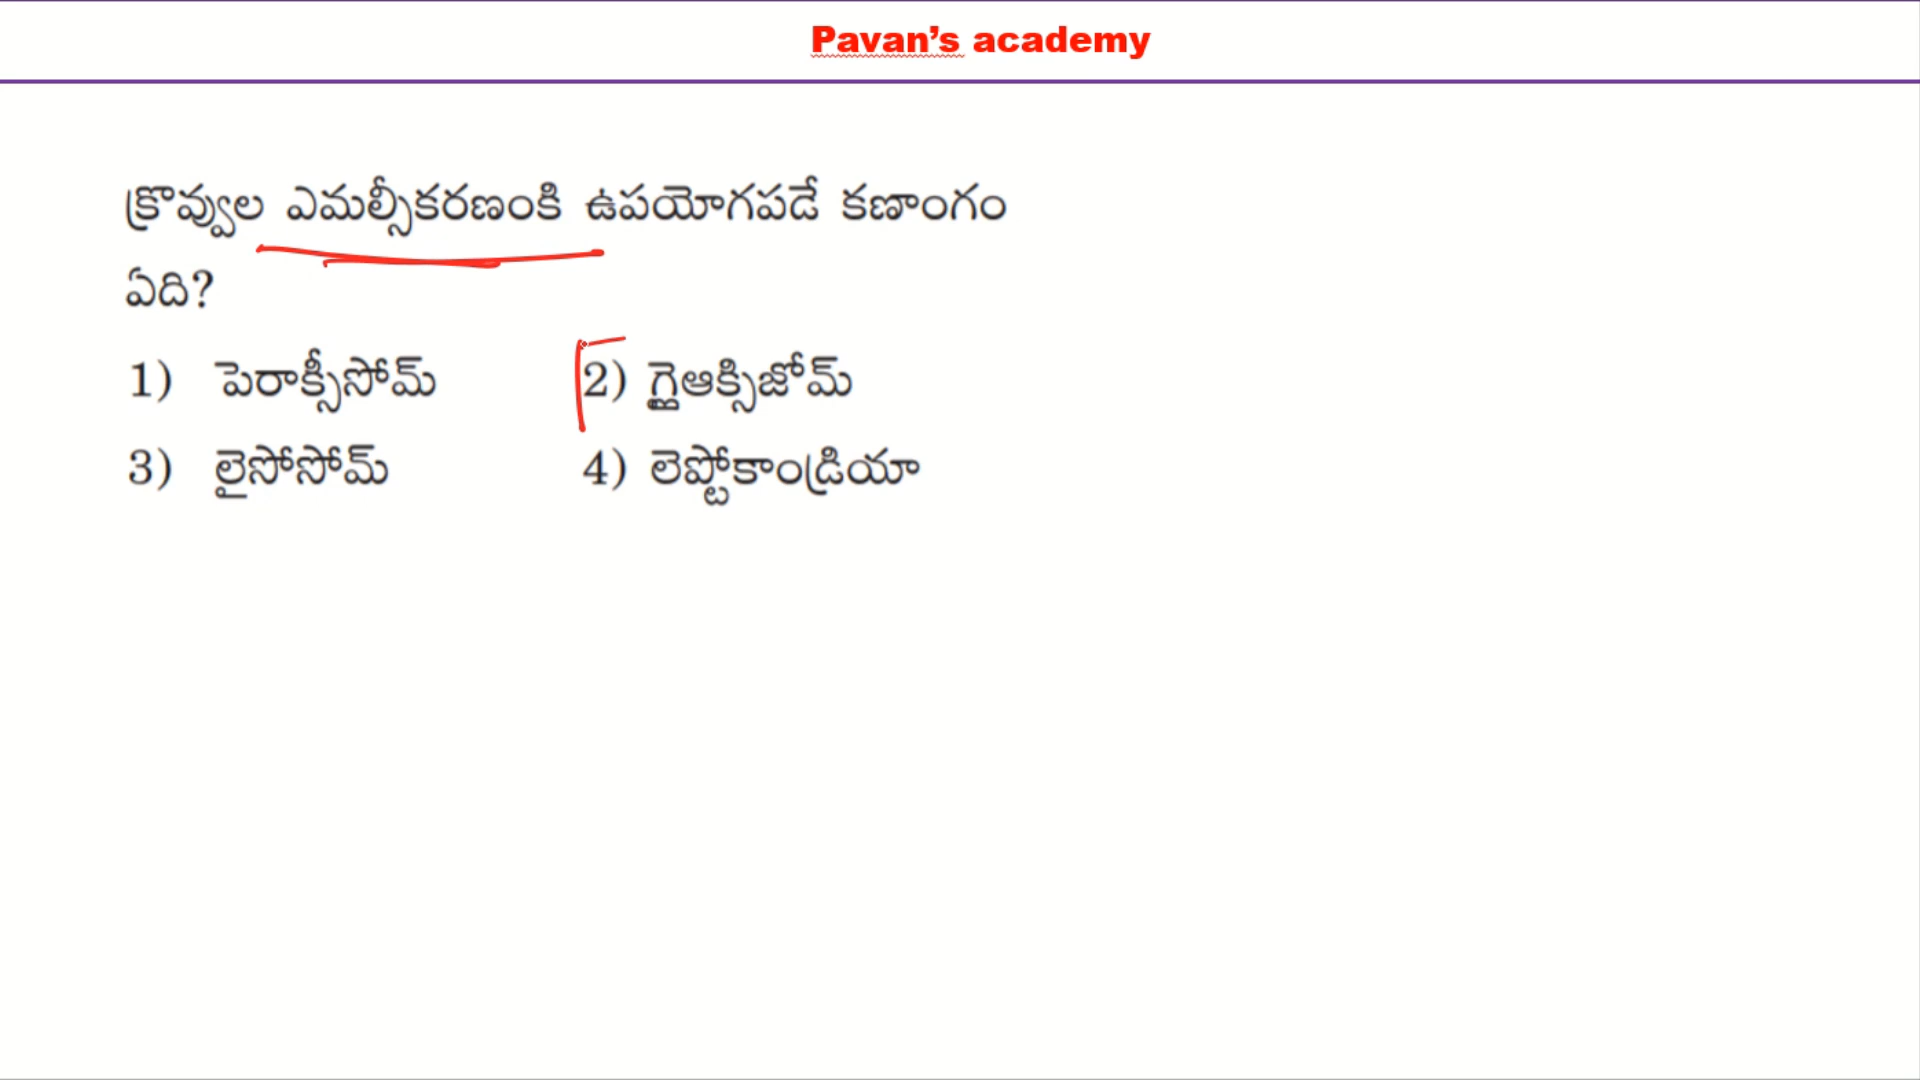 Pavan’s academy
క్రొవ్వుల ఎమల్సీకరణంకి ఉపయోగపడే కణాంగం
ఏది?
1) పెరాక్సీసోమ్ 2) గ్లైఆక్సిజోమ్
3) లైసోసోమ్ 4) లెప్టోకాండ్రియా